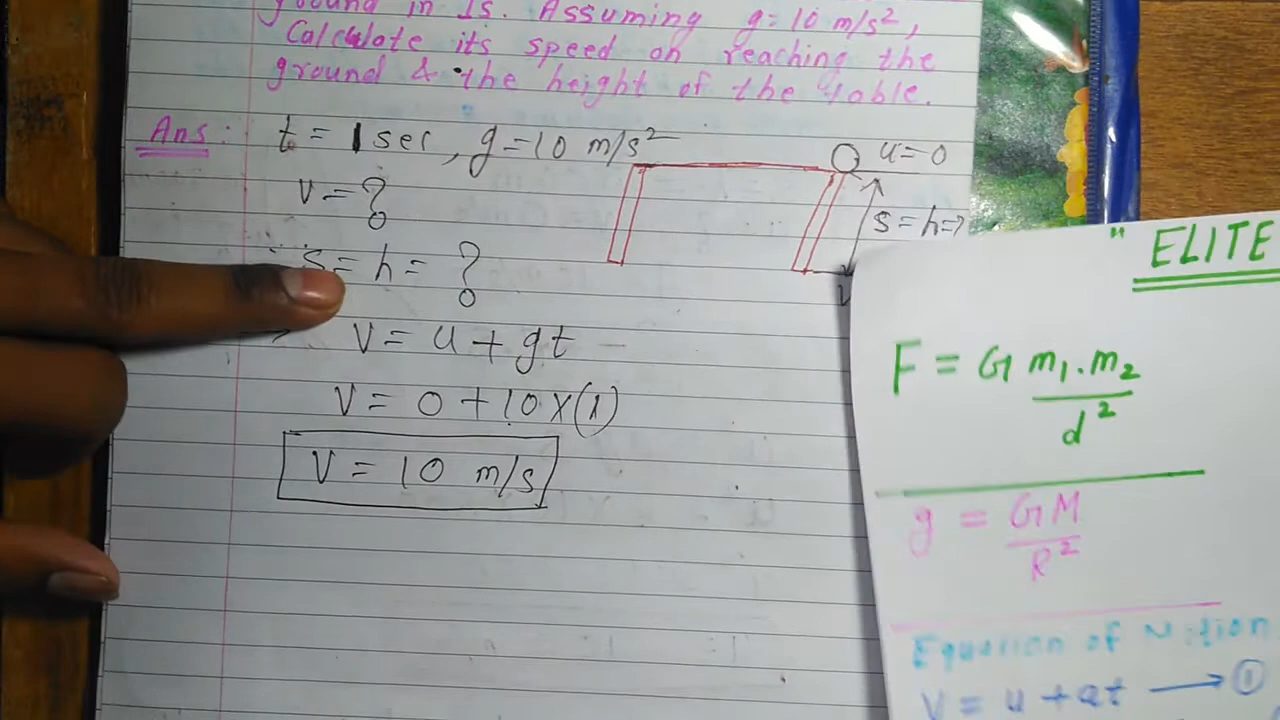 ground in 1s. Assuming g=10 m/s²,
Calculate its speed on reaching the
ground & the height of the table.
Ans: t = 1 sec, g=10 m/s²
u=0
v = ?
s=h=?
s = h = ?
v = u + gt
v = 0 + 10×(1)
v = 10 m/s
" ELITE
F = G m₁.m₂
d²
g = GM
R²
Equation of Motion
v = u + at → ①